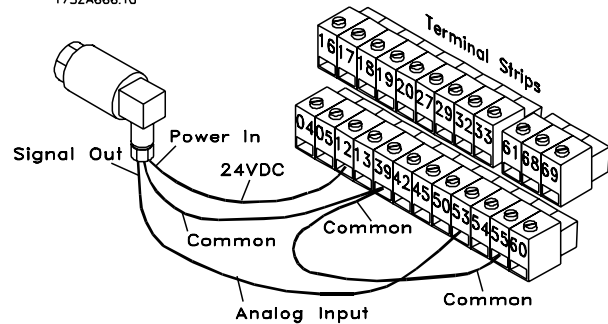 Terminal Strips
16 17 18 19 20 27 29 32 33 61 68 69
04 05 12 13 39 42 45 50 53 54 55 60
Power In
Signal Out
24VDC
Common
Common
Common
Analog Input